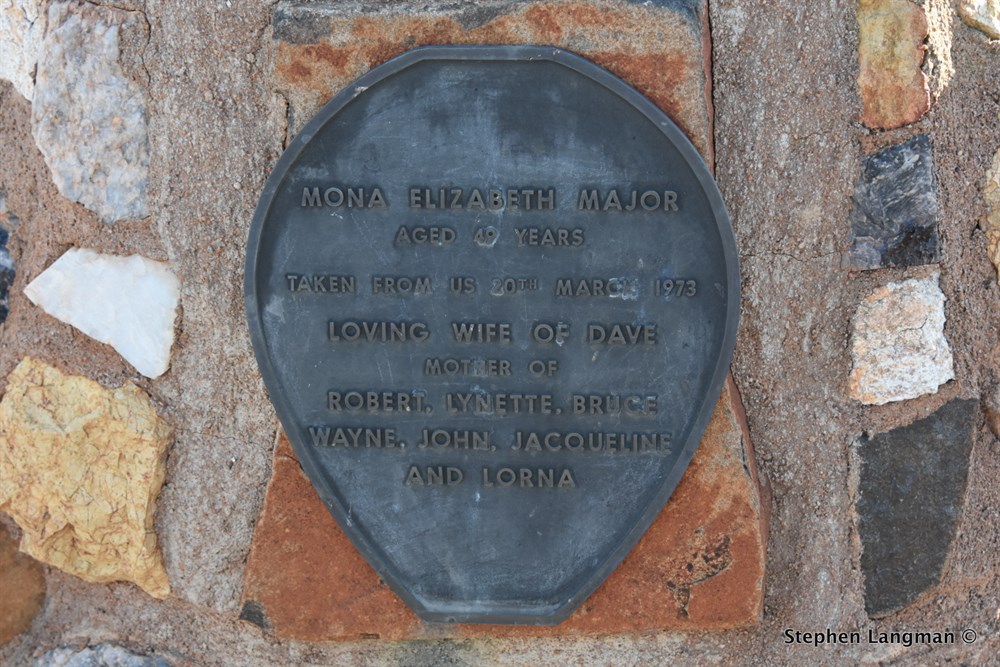 MONA ELIZABETH MAJOR
AGED 49 YEARS
TAKEN FROM US 20TH MARCH 1973
LOVING WIFE OF DAVE
MOTHER OF
ROBERT. LYNETTE. BRUCE
WAYNE. JOHN. JACQUELINE
AND LORNA
Stephen Langman ©